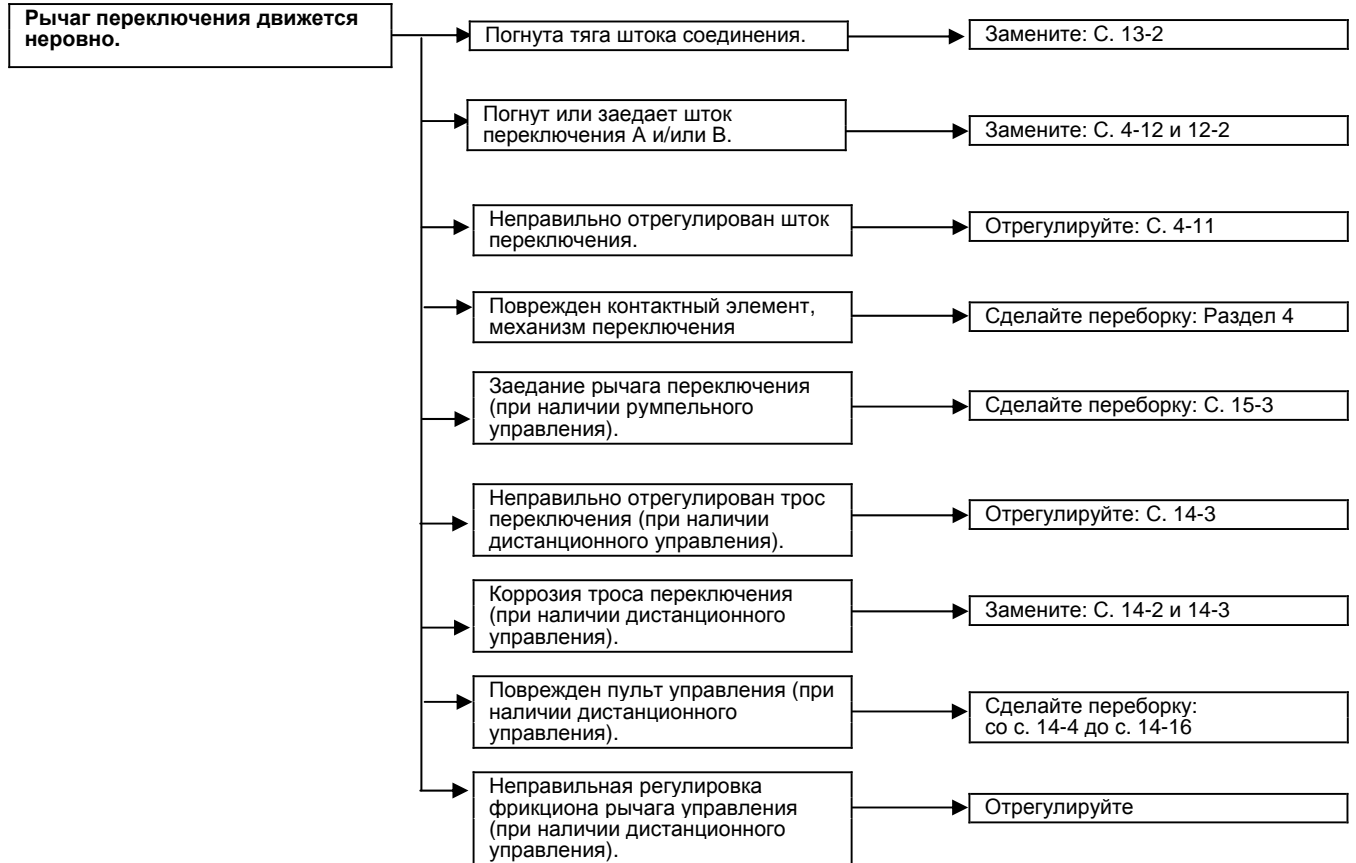 Рычаг переключения движется
неровно.
Погнута тяга штока соединения.
Замените: С. 13-2
Погнут или заедает шток
переключения А и/или В.
Замените: С. 4-12 и 12-2
Неправильно отрегулирован шток
переключения.
Отрегулируйте: С. 4-11
Поврежден контактный элемент,
механизм переключения
Сделайте переборку: Раздел 4
Заедание рычага переключения
(при наличии румпельного
управления).
Сделайте переборку: С. 15-3
Неправильно отрегулирован трос
переключения (при наличии
дистанционного управления).
Отрегулируйте: С. 14-3
Коррозия троса переключения
(при наличии дистанционного
управления).
Замените: С. 14-2 и 14-3
Поврежден пульт управления (при
наличии дистанционного
управления).
Сделайте переборку:
со с. 14-4 до с. 14-16
Неправильная регулировка
фрикциона рычага управления
(при наличии дистанционного
управления).
Отрегулируйте